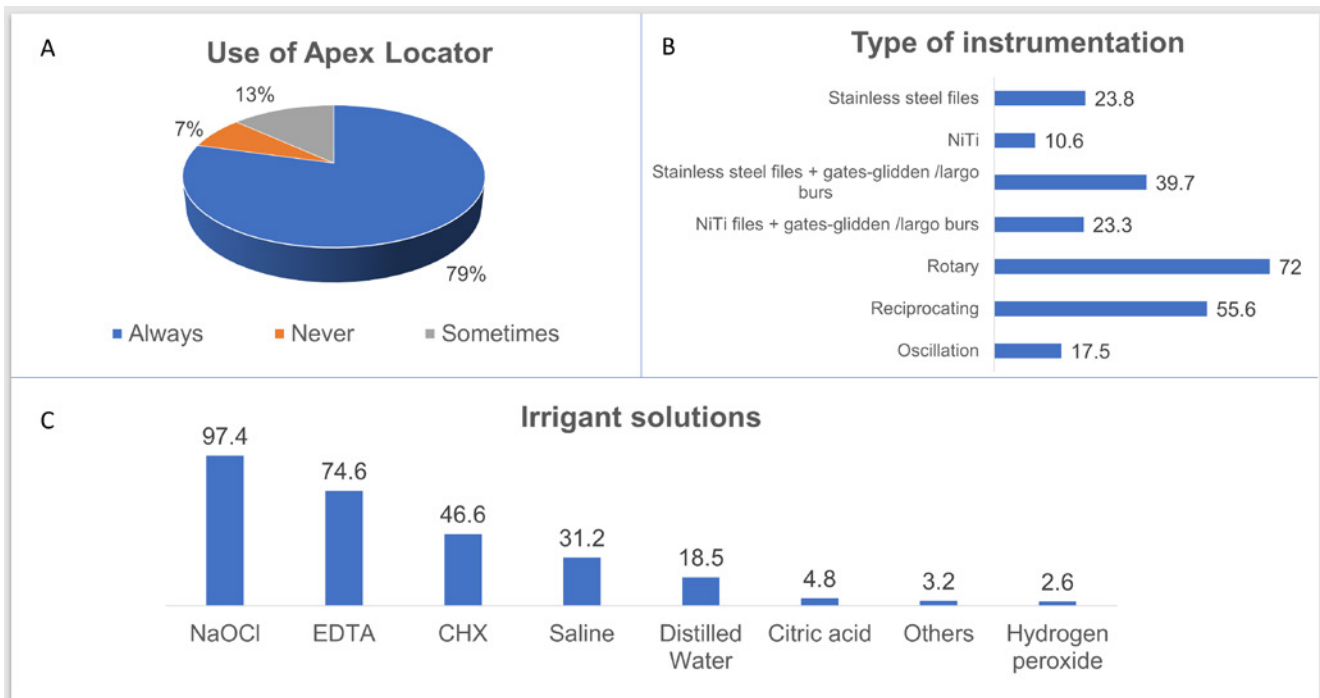 A
Use of Apex Locator
13%
7%
79%
Always Never Sometimes
B
Type of instrumentation
Stainless steel files 23.8
NiTi 10.6
Stainless steel files + gates-glidden /largo
burs 39.7
NiTi files + gates-glidden /largo burs 23.3
Rotary 72
Reciprocating 55.6
Oscillation 17.5
C
Irrigant solutions
97.4 74.6 46.6 31.2 18.5 4.8 3.2 2.6
NaOCl EDTA CHX Saline Distilled Citric acid Others Hydrogen
Water peroxide